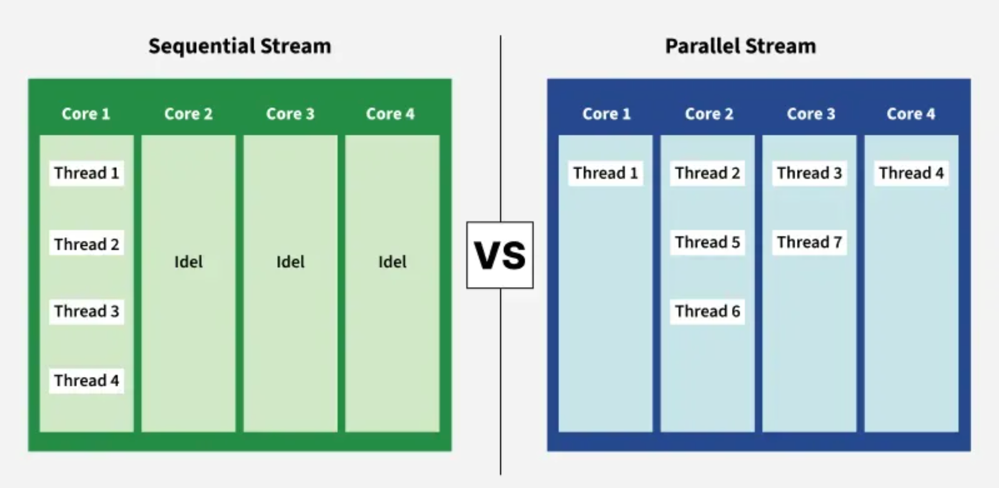 Sequential Stream
Core 1 Core 2 Core 3 Core 4
Thread 1
Thread 2
Thread 3
Thread 4
Idel Idel Idel
VS
Parallel Stream
Core 1 Core 2 Core 3 Core 4
Thread 1 Thread 2 Thread 3 Thread 4
Thread 5 Thread 7
Thread 6